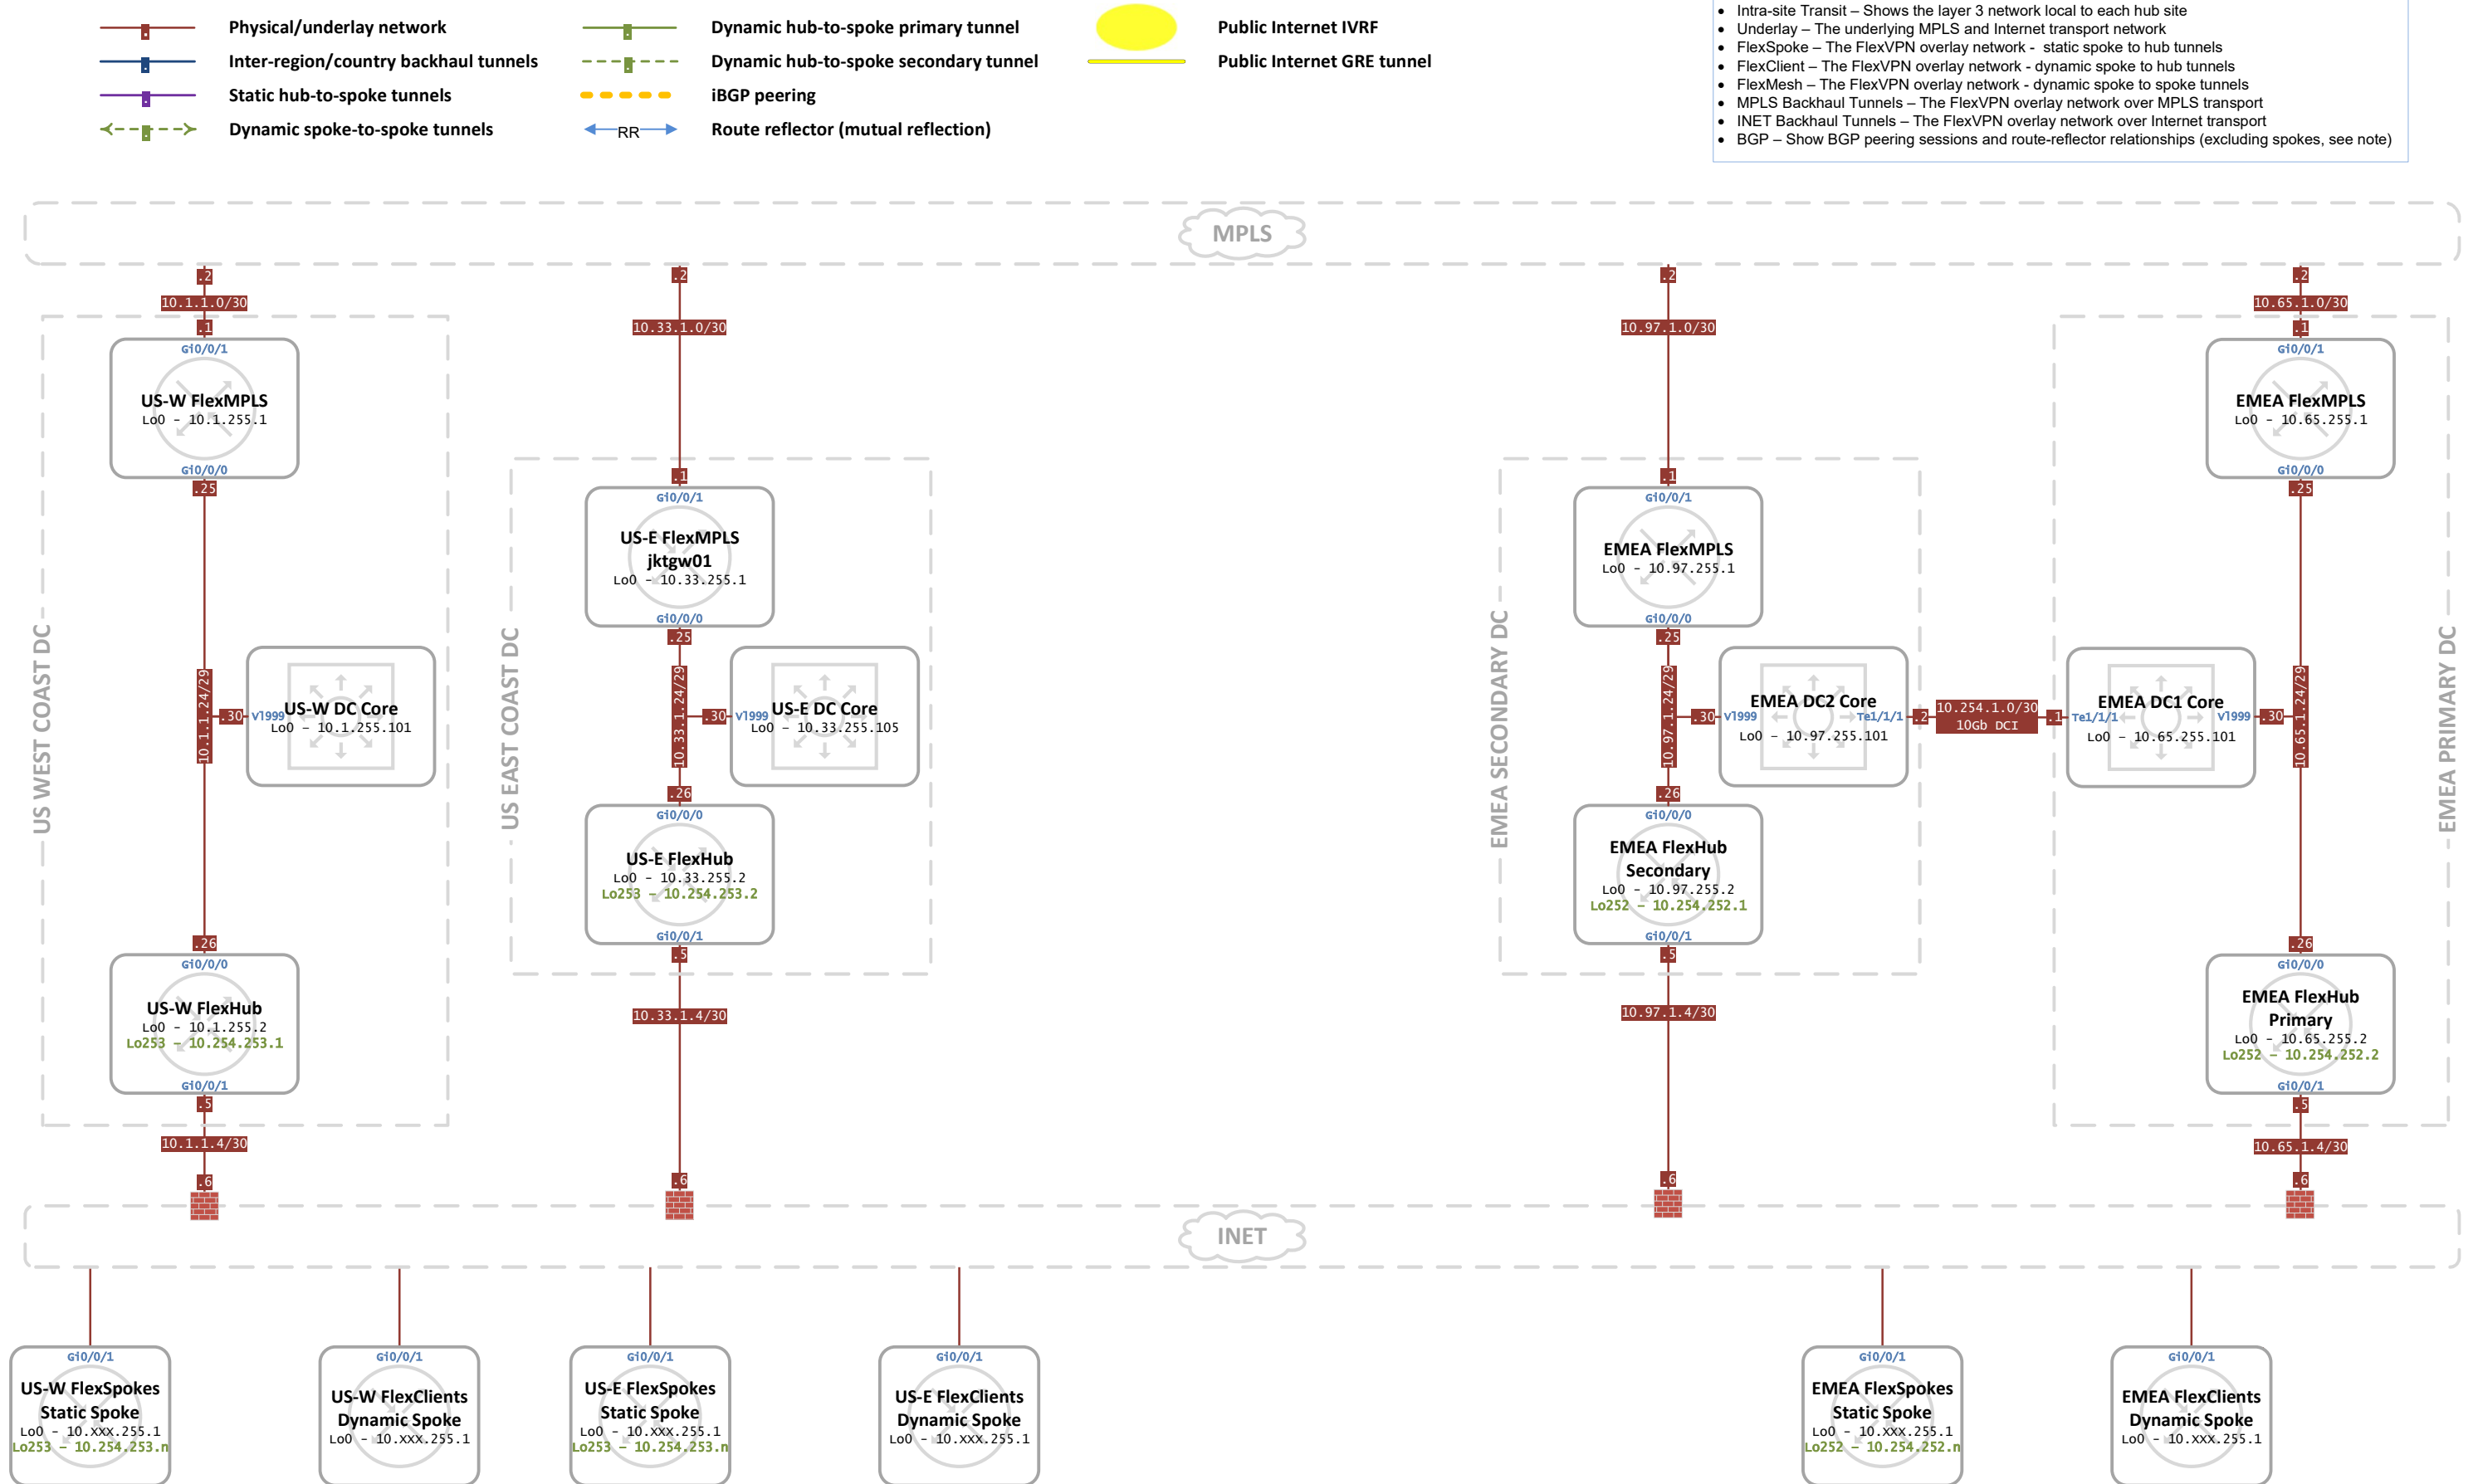 Physical/underlay network
Inter-region/country backhaul tunnels
Static hub-to-spoke tunnels
Dynamic spoke-to-spoke tunnels
Dynamic hub-to-spoke primary tunnel
Dynamic hub-to-spoke secondary tunnel
iBGP peering
RR
Route reflector (mutual reflection)
Public Internet IVRF
Public Internet GRE tunnel
• Intra-site Transit – Shows the layer 3 network local to each hub site
• Underlay – The underlying MPLS and Internet transport network
• FlexSpoke – The FlexVPN overlay network - static spoke to hub tunnels
• FlexClient – The FlexVPN overlay network - dynamic spoke to hub tunnels
• FlexMesh – The FlexVPN overlay network - dynamic spoke to spoke tunnels
• MPLS Backhaul Tunnels – The FlexVPN overlay network over MPLS transport
• INET Backhaul Tunnels – The FlexVPN overlay network over Internet transport
• BGP – Show BGP peering sessions and route-reflector relationships (excluding spokes, see note)
MPLS
US WEST COAST DC
.2
10.1.1.0/30
.1
Gi0/0/1
US-W FlexMPLS
Lo0 - 10.1.255.1
Gi0/0/0
.25
10.1.1.24/29
.30
Vl999
US-W DC Core
Lo0 - 10.1.255.101
.26
Gi0/0/0
US-W FlexHub
Lo0 - 10.1.255.2
Lo253 - 10.254.253.1
Gi0/0/1
.5
10.1.1.4/30
.6
US EAST COAST DC
.2
10.33.1.0/30
.1
Gi0/0/1
US-E FlexMPLS
jktgw01
Lo0 - 10.33.255.1
Gi0/0/0
.25
10.33.1.24/29
.30
Vl999
US-E DC Core
Lo0 - 10.33.255.105
.26
Gi0/0/0
US-E FlexHub
Lo0 - 10.33.255.2
Lo253 - 10.254.253.2
Gi0/0/1
.5
10.33.1.4/30
.6
EMEA SECONDARY DC
.2
10.97.1.0/30
.1
Gi0/0/1
EMEA FlexMPLS
Lo0 - 10.97.255.1
Gi0/0/0
.25
10.97.1.24/29
.30
Vl999
EMEA DC2 Core
Lo0 - 10.97.255.101
Te1/1/1
.2
10.254.1.0/30
10Gb DCI
.1
.26
Gi0/0/0
EMEA FlexHub
Secondary
Lo0 - 10.97.255.2
Lo252 - 10.254.252.1
Gi0/0/1
.5
10.97.1.4/30
.6
EMEA PRIMARY DC
.2
10.65.1.0/30
.1
Gi0/0/1
EMEA FlexMPLS
Lo0 - 10.65.255.1
Gi0/0/0
.25
Te1/1/1
EMEA DC1 Core
Lo0 - 10.65.255.101
Vl999
.30
10.65.1.24/29
.26
Gi0/0/0
EMEA FlexHub
Primary
Lo0 - 10.65.255.2
Lo252 - 10.254.252.2
Gi0/0/1
.5
10.65.1.4/30
.6
INET
Gi0/0/1
US-W FlexSpokes
Static Spoke
Lo0 - 10.XXX.255.1
Lo253 - 10.254.253.n
Gi0/0/1
US-W FlexClients
Dynamic Spoke
Lo0 - 10.XXX.255.1
Gi0/0/1
US-E FlexSpokes
Static Spoke
Lo0 - 10.XXX.255.1
Lo253 - 10.254.253.n
Gi0/0/1
US-E FlexClients
Dynamic Spoke
Lo0 - 10.XXX.255.1
Gi0/0/1
EMEA FlexSpokes
Static Spoke
Lo0 - 10.XXX.255.1
Lo252 - 10.254.252.n
Gi0/0/1
EMEA FlexClients
Dynamic Spoke
Lo0 - 10.XXX.255.1